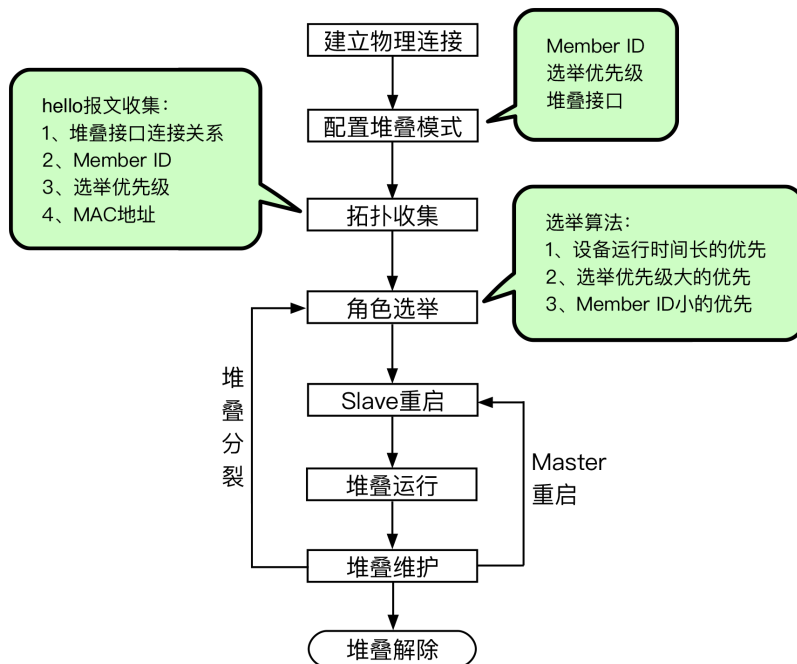 建立物理连接
Member ID
选举优先级
堆叠接口
配置堆叠模式
hello报文收集：
1、堆叠接口连接关系
2、Member ID
3、选举优先级
4、MAC地址
拓扑收集
选举算法：
1、设备运行时间长的优先
2、选举优先级大的优先
3、Member ID小的优先
角色选举
堆叠分裂
Slave重启
Master
重启
堆叠运行
堆叠维护
堆叠解除